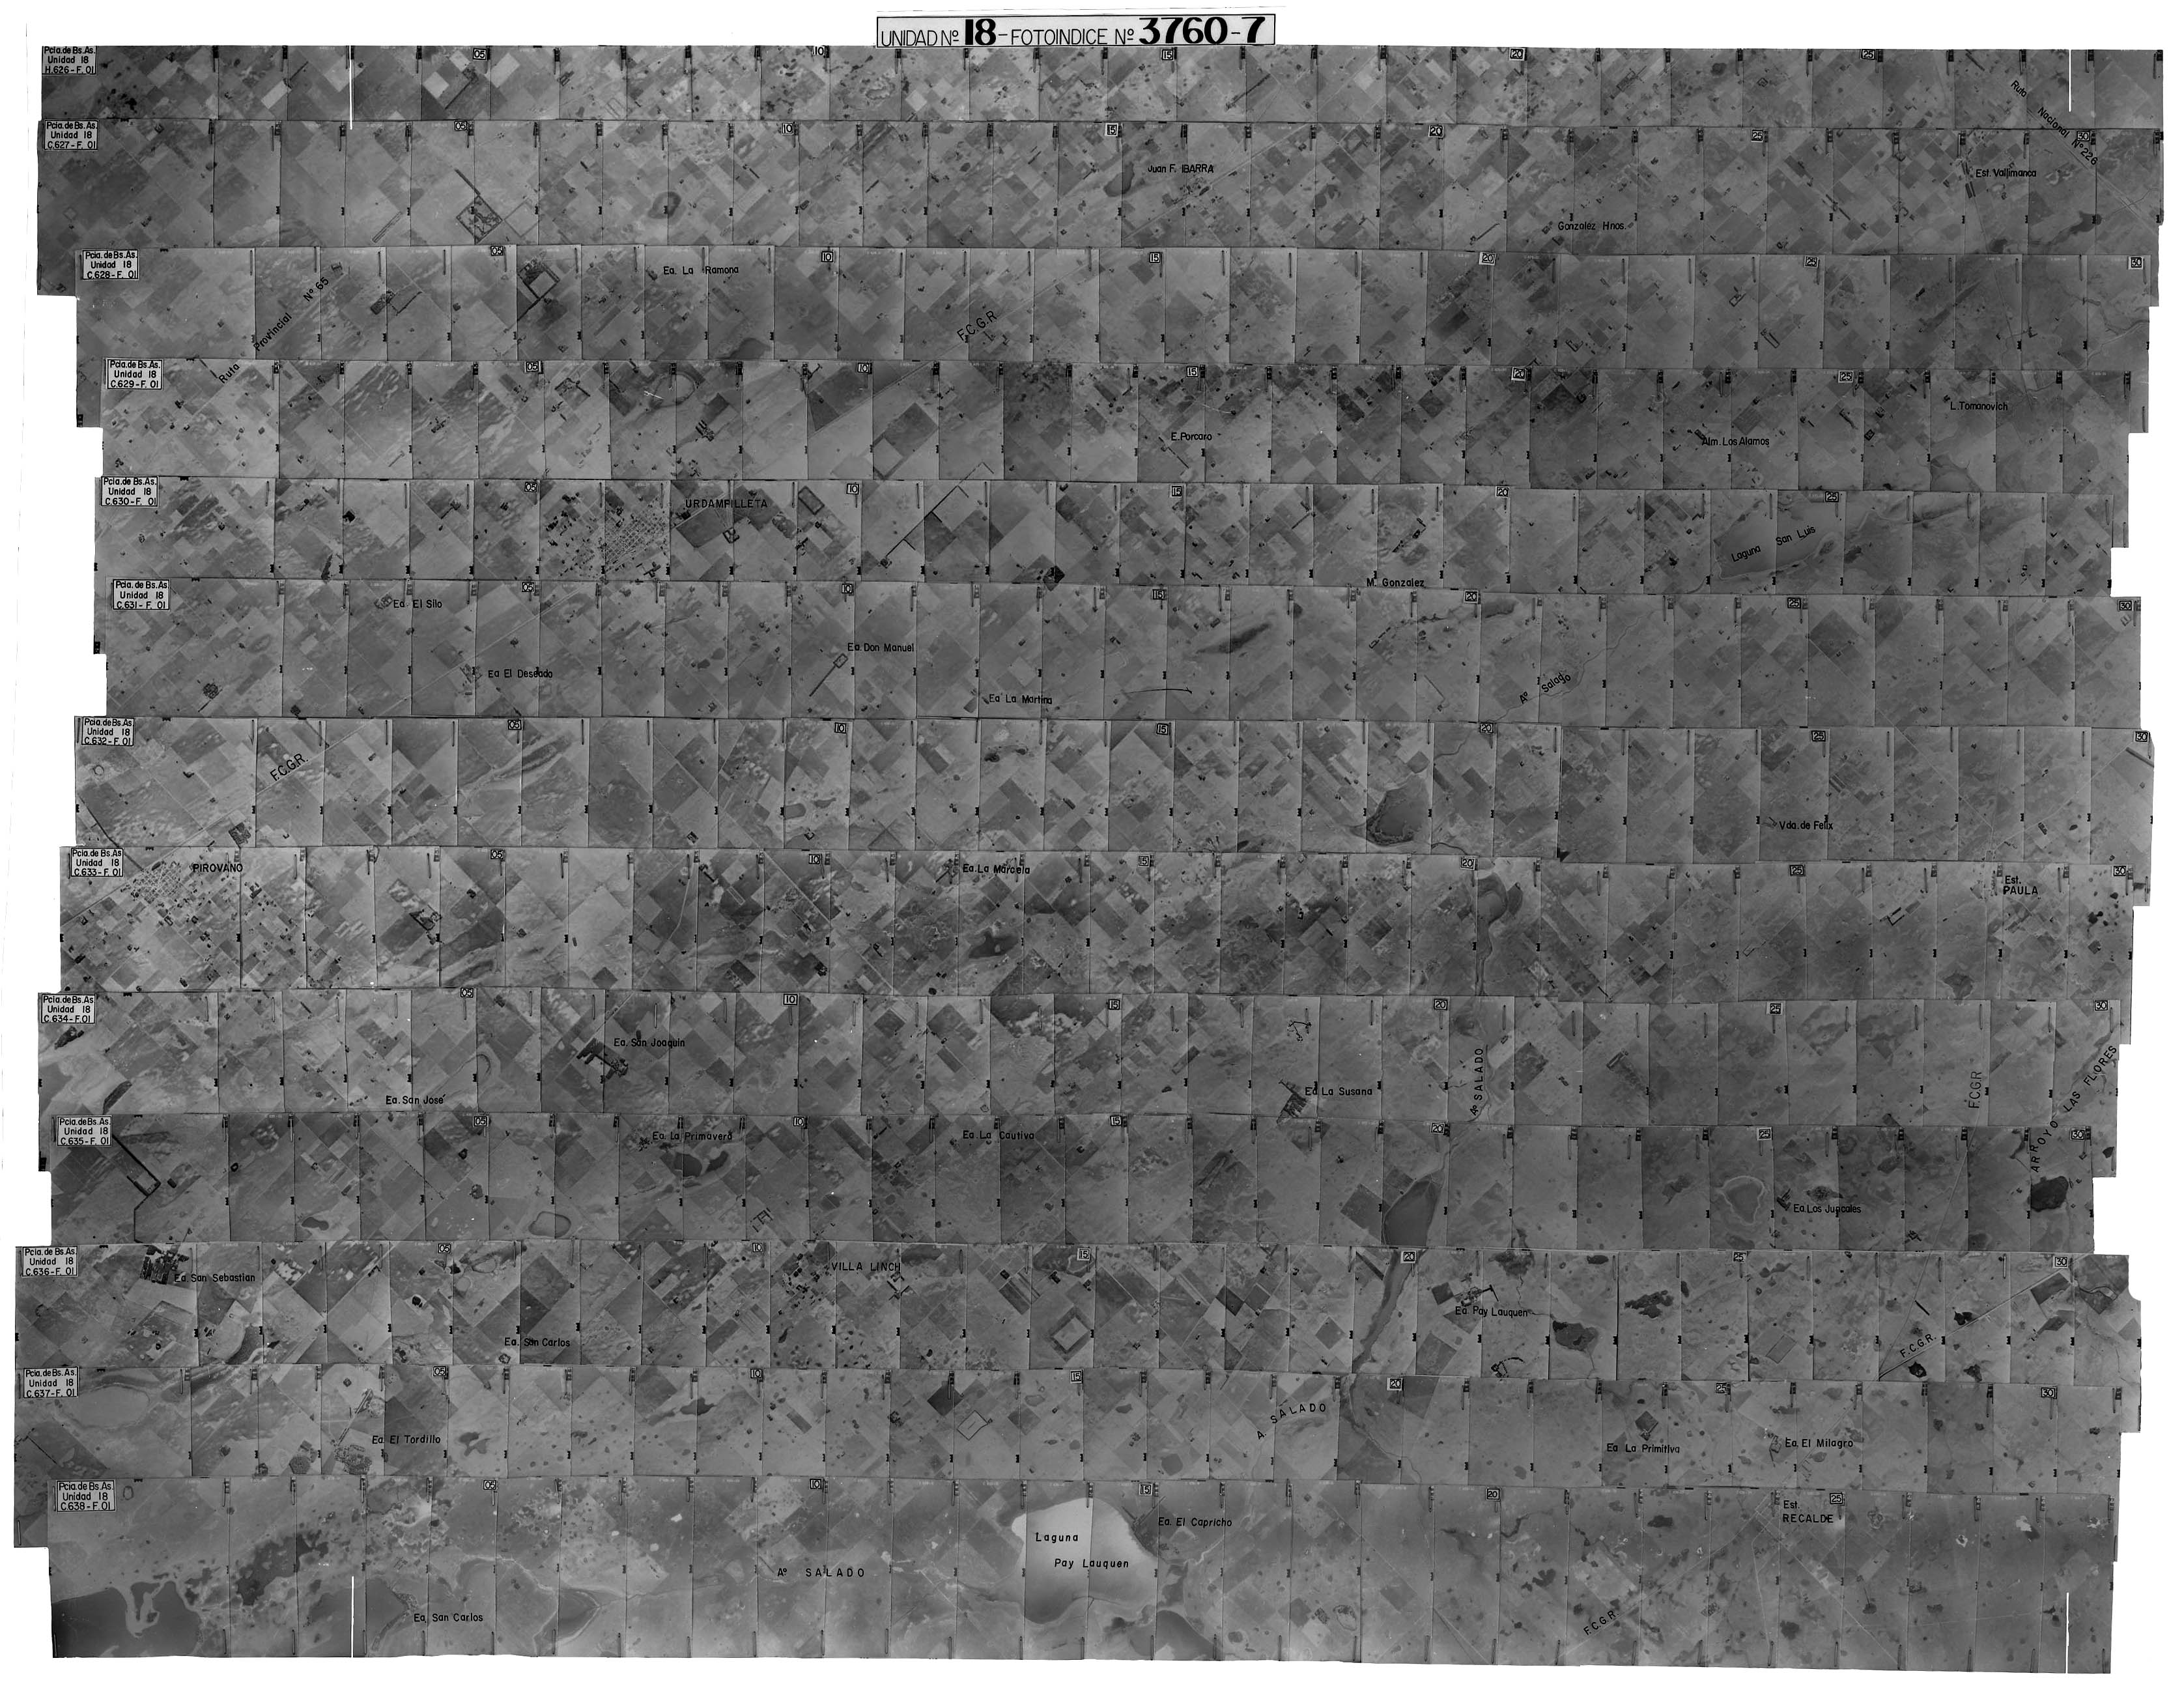 UNIDAD Nº 18-FOTOINDICE Nº 3760-7
Pcia. de Bs. As.
Unidad 18
H.626-F. 01
05
10
15
20
25
Ruta Nacional Nº 226
Pcia. de Bs. As.
Unidad 18
C.627-F. 01
05
10
15
20
25
30
Juan F. IBARRA
Est. Vallimanca
Gonzalez Hnos.
Pcia. de Bs. As.
Unidad 18
C.628-F. 01
05
10
15
20
25
30
Ea. La Ramona
Ruta Provincial Nº 65
F.C.G.R
Pcia. de Bs. As.
Unidad 18
C.629-F. 01
05
10
15
20
25
L. Tomanovich
E. Porcaro
Alm. Los Alamos
Pcia. de Bs. As.
Unidad 18
C.630-F. 01
05
10
15
20
25
URDAMPILLETA
Laguna San Luis
M. Gonzalez
Pcia. de Bs. As.
Unidad 18
C.631-F. 01
05
10
15
20
25
30
Ea. El Silo
Ea. Don Manuel
Ea El Deseado
Ea La Martina
Aº Salado
Pcia. de Bs. As
Unidad 18
C.632-F. 01
05
10
15
20
25
30
F.C.G.R.
Vda. de Felix
Pcia. de Bs. As
Unidad 18
C.633-F. 01
05
10
15
20
25
30
PIROVANO
Ea. La Marcela
Est.
PAULA
Pcia. de Bs. As
Unidad 18
C.634-F. 01
05
10
15
20
25
30
Ea. San Joaquin
Ea. La Susana
Ea. San José
Aº SALADO
F.C.G.R
ARROYO LAS FLORES
Pcia. de Bs. As.
Unidad 18
C.635-F. 01
05
10
15
20
25
30
Ea La Primavera
Ea. La Cautiva
Ea Los Juncales
Pcia. de Bs. As.
Unidad 18
C.636-F. 01
05
10
15
20
25
30
Ea. San Sebastian
VILLA LINCH
Ea. Pay Lauquen
Ea. San Carlos
F.C.G.R.
Pcia. de Bs. As.
Unidad 18
C.637-F. 01
05
10
15
20
25
30
A. SALADO
Ea. El Tordillo
Ea La Primitiva
Ea. El Milagro
Pcia. de Bs. As.
Unidad 18
C.638-F. 01
05
10
15
20
25
Est.
RECALDE
Ea. El Capricho
Laguna
Pay Lauquen
Aº SALADO
Ea. San Carlos
F.C.G.R